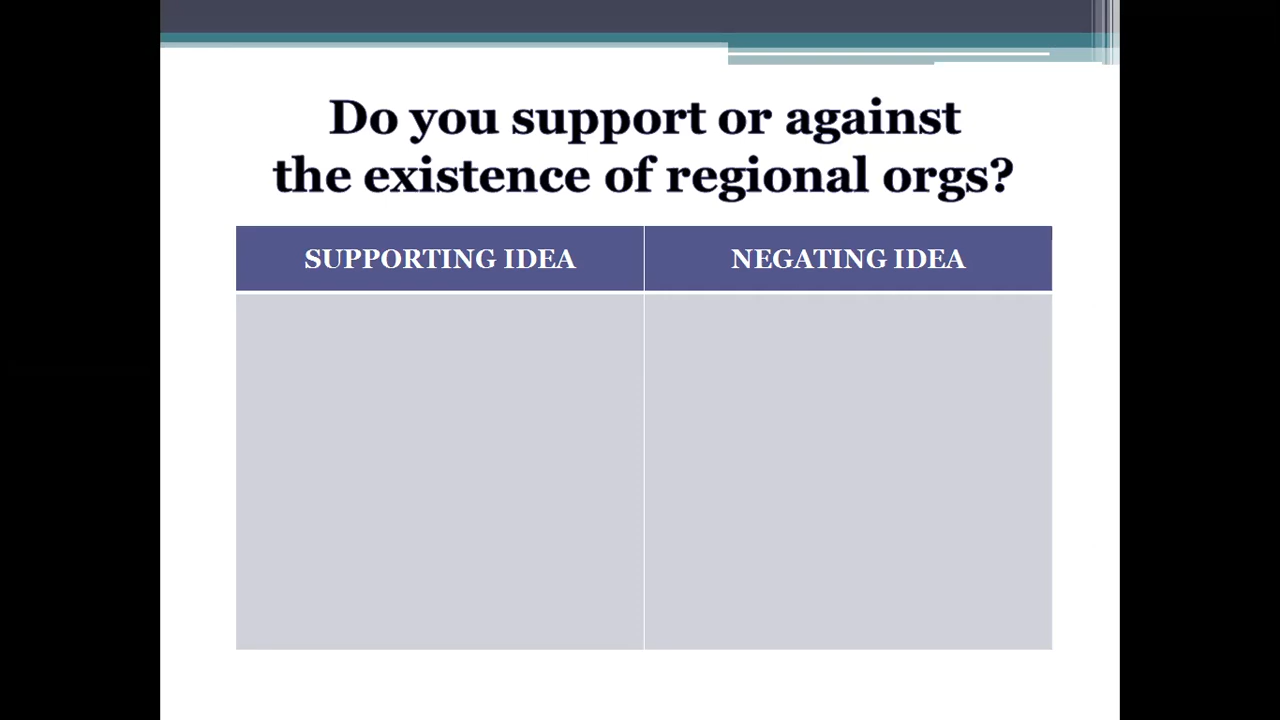 Do you support or against
the existence of regional orgs?
SUPPORTING IDEA
NEGATING IDEA